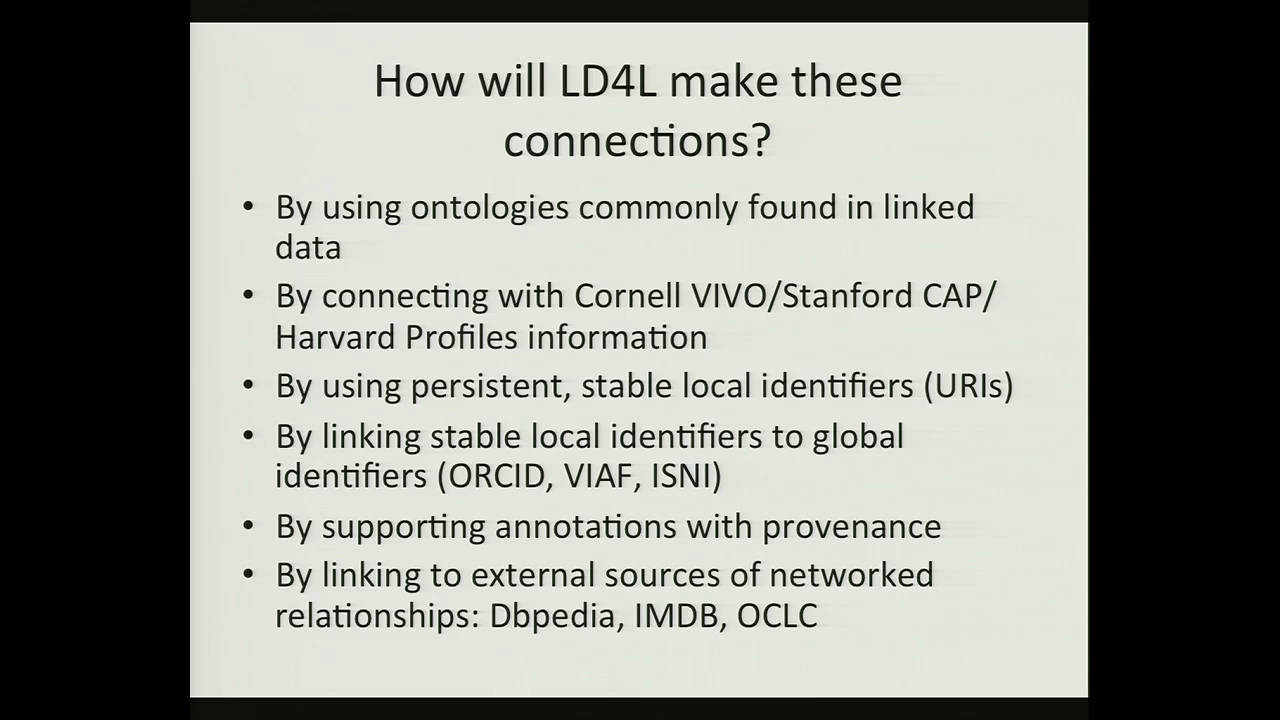 How will LD4L make these
connections?
• By using ontologies commonly found in linked
data
• By connecting with Cornell VIVO/Stanford CAP/
Harvard Profiles information
• By using persistent, stable local identifiers (URIs)
• By linking stable local identifiers to global
identifiers (ORCID, VIAF, ISNI)
• By supporting annotations with provenance
• By linking to external sources of networked
relationships: Dbpedia, IMDB, OCLC